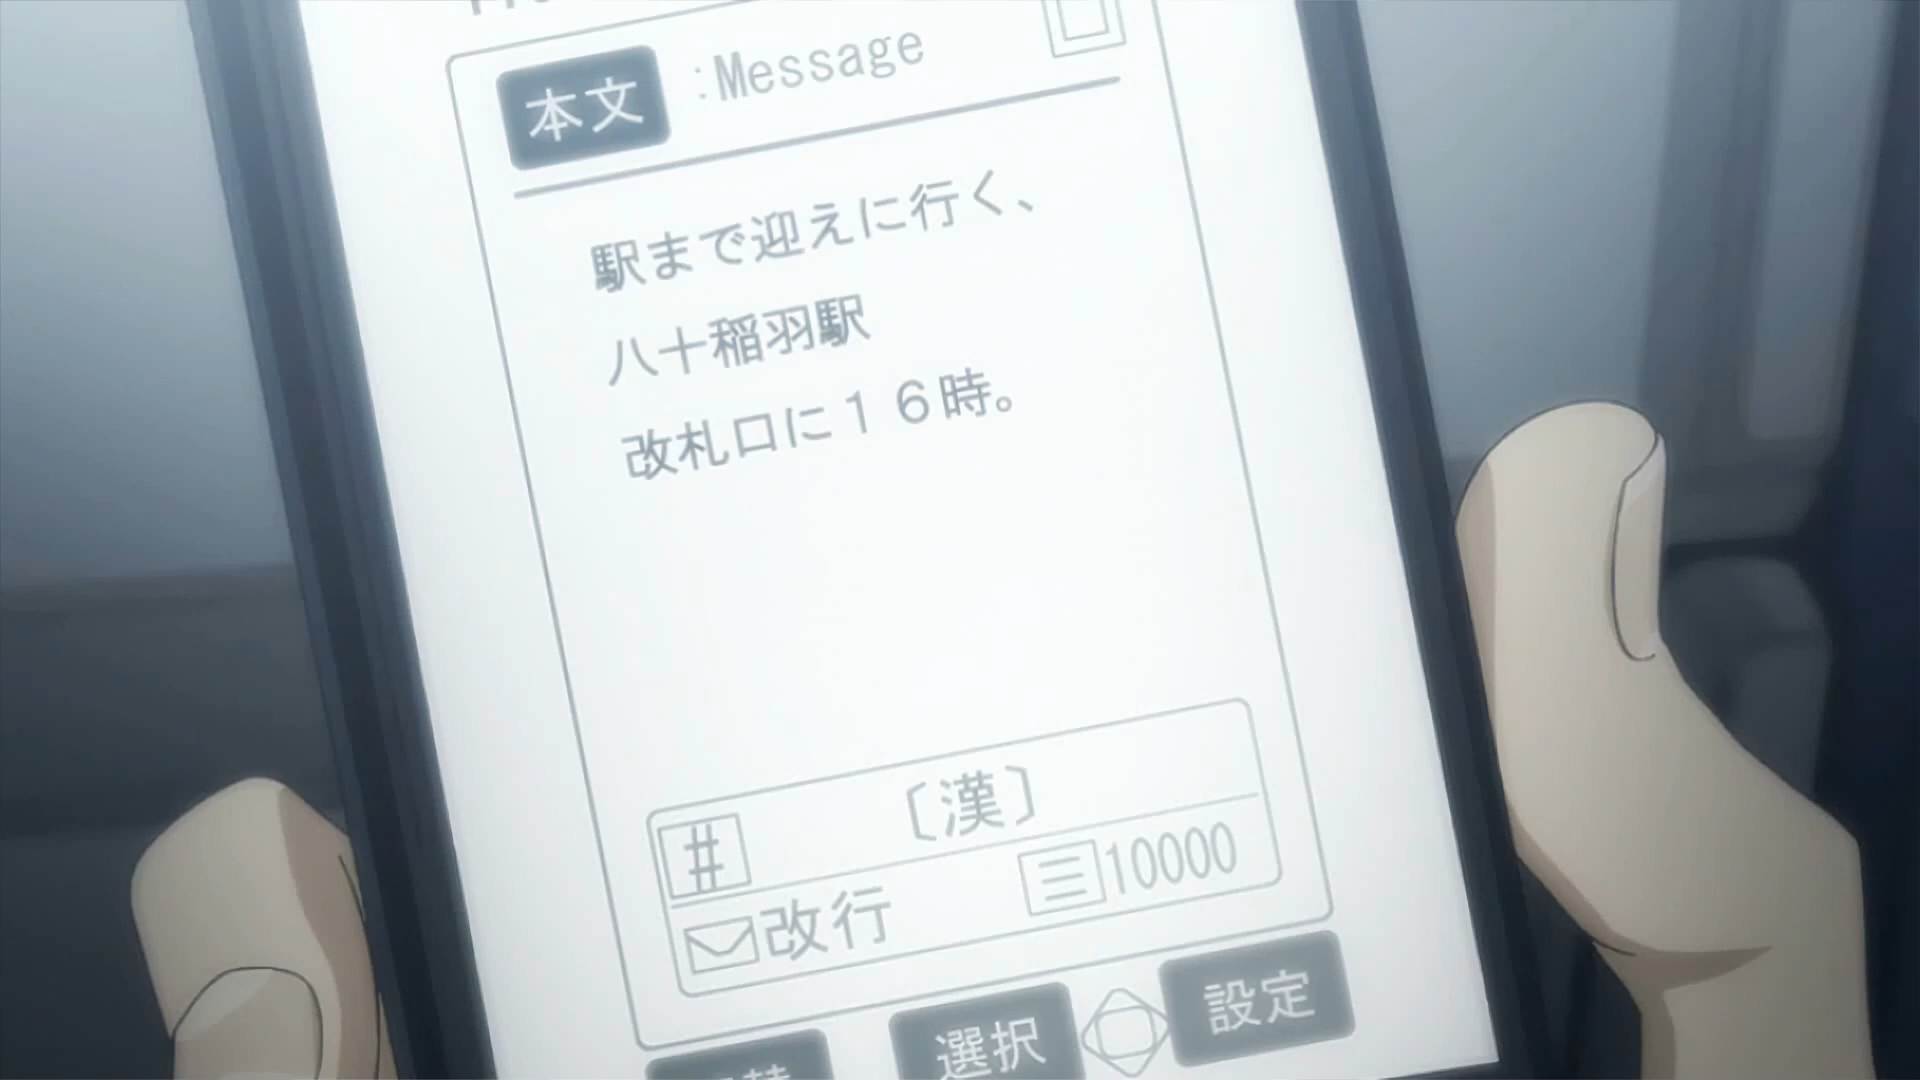 本文 :Message
駅まで迎えに行く、
八十稲羽駅
改札口に１６時。
# 〔漢〕
改行 10000
選択 設定